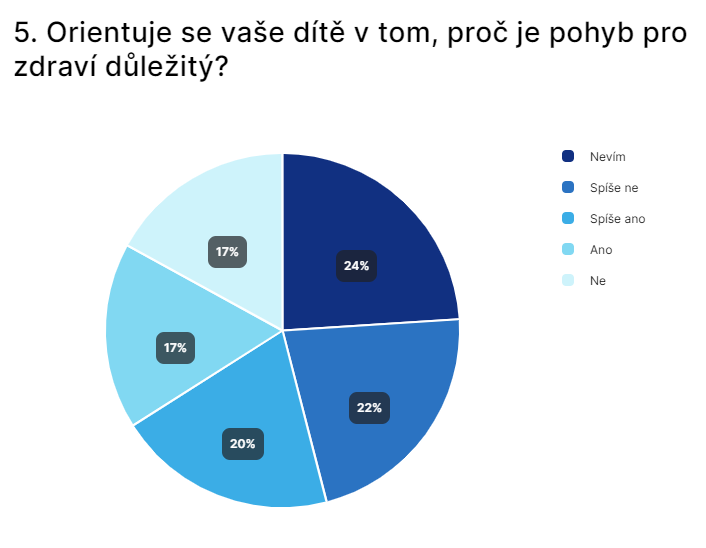 5. Orientuje se vaše dítě v tom, proč je pohyb pro
zdraví důležitý?
Nevím
Spíše ne
Spíše ano
Ano
Ne
17%
24%
17%
22%
20%